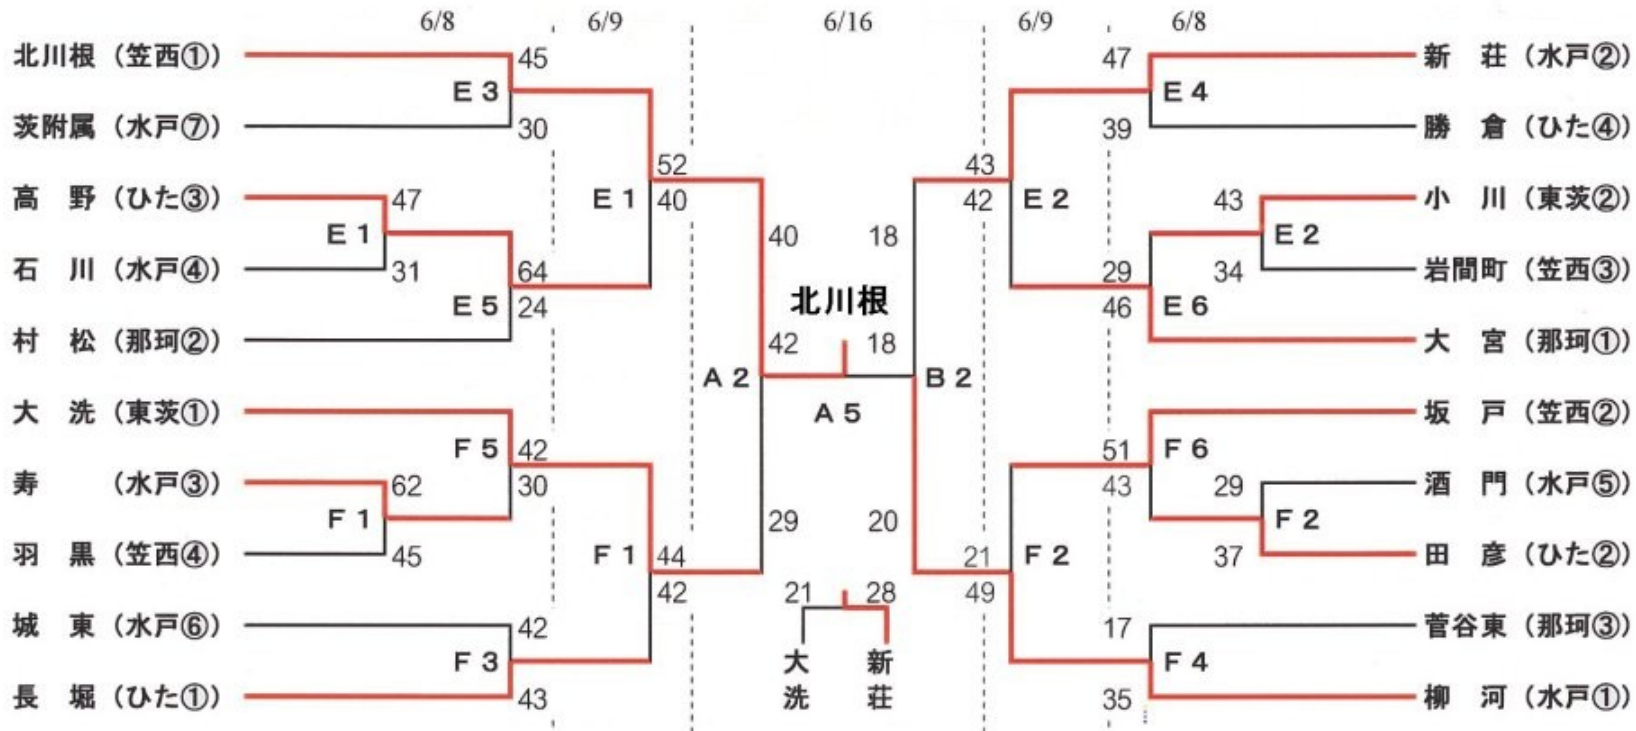 6/8 6/9 6/16 6/9 6/8
北川根（笠西①） 45 47 新 荘（水戸②）
E 3 E 4
茨附属（水戸⑦） 30 39 勝 倉（ひた④）
52 43
高 野（ひた③） 47 E 1 40 42 E 2 43 小 川（東茨②）
E 1 40 18 E 2
石 川（水戸④） 31 64 29 34 岩間町（笠西③）
E 5 24 北川根 46 E 6
村 松（那珂②） 42 18 大 宮（那珂①）
A 2 B 2
大 洗（東茨①） A 5 坂 戸（笠西②）
F 5 42 51 F 6
寿 （水戸③） 62 30 43 29 酒 門（水戸⑤）
F 1 29 20 F 2
羽 黒（笠西④） 45 F 1 44 21 F 2 37 田 彦（ひた②）
42 21 28 49
城 東（水戸⑥） 42 17 菅谷東（那珂③）
F 3 大洗 新荘 F 4
長 堀（ひた①） 43 35 柳 河（水戸①）